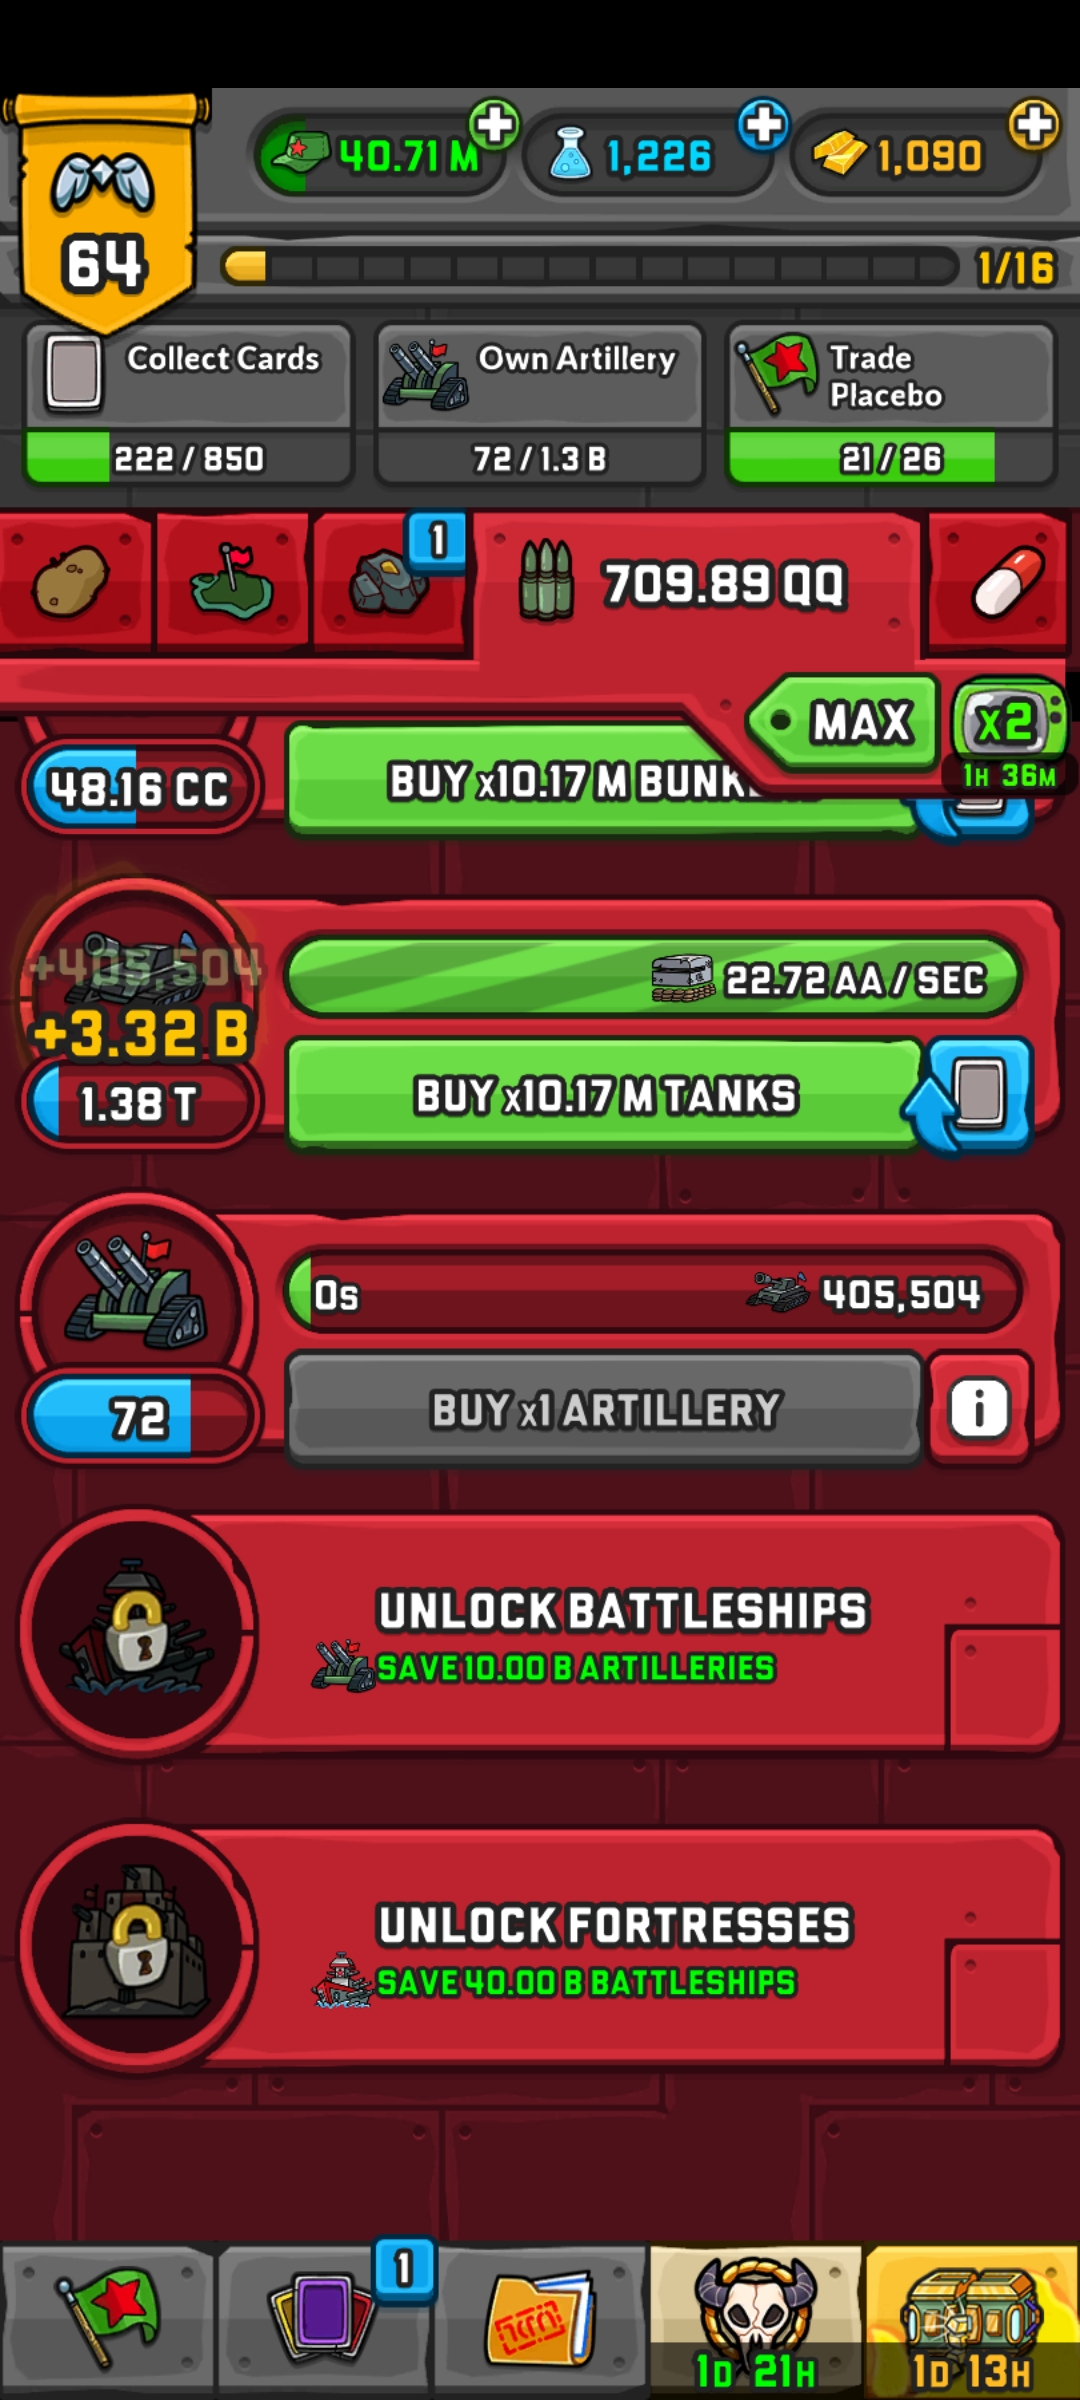 40.71 M
1,226
1,090
64
1/16
Collect Cards
222 / 850
Own Artillery
72 / 1.3 B
Trade
Placebo
21 / 26
1
709.89 QQ
MAX
x2
1H 36M
48.16 CC
BUY x10.17 M
+405,504
+3.32 B
1.38 T
22.72 AA / SEC
BUY x10.17 M TANKS
0s
405,504
72
BUY x1 ARTILLERY
i
UNLOCK BATTLESHIPS
SAVE 10.00 B ARTILLERIES
UNLOCK FORTRESSES
SAVE 40.00 B BATTLESHIPS
1
1D 21H
1D 13H